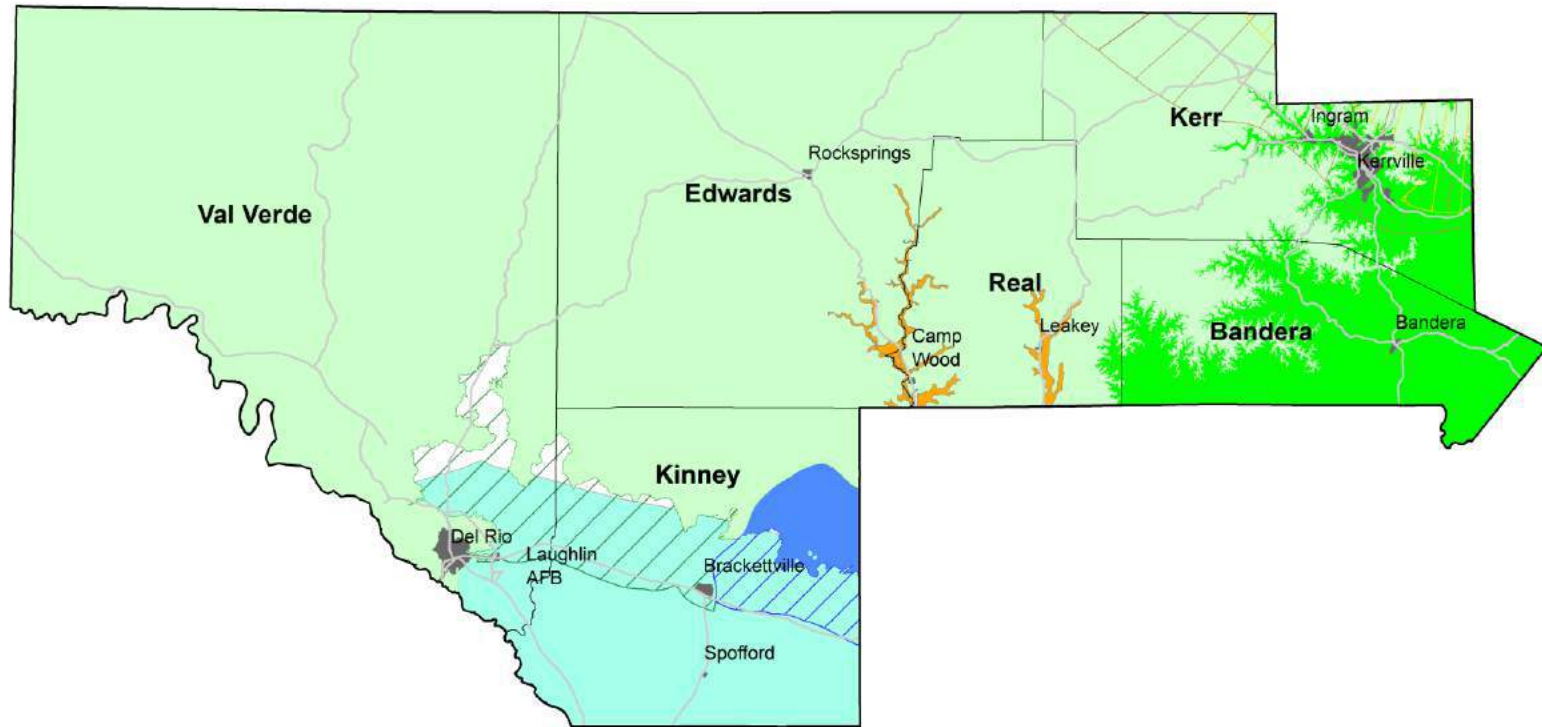 Kerr
Ingram
Kerrville
Rocksprings
Edwards
Val Verde
Real
Leakey
Camp
Wood
Bandera
Bandera
Kinney
Del Rio
Laughlin
AFB
Brackettville
Spofford